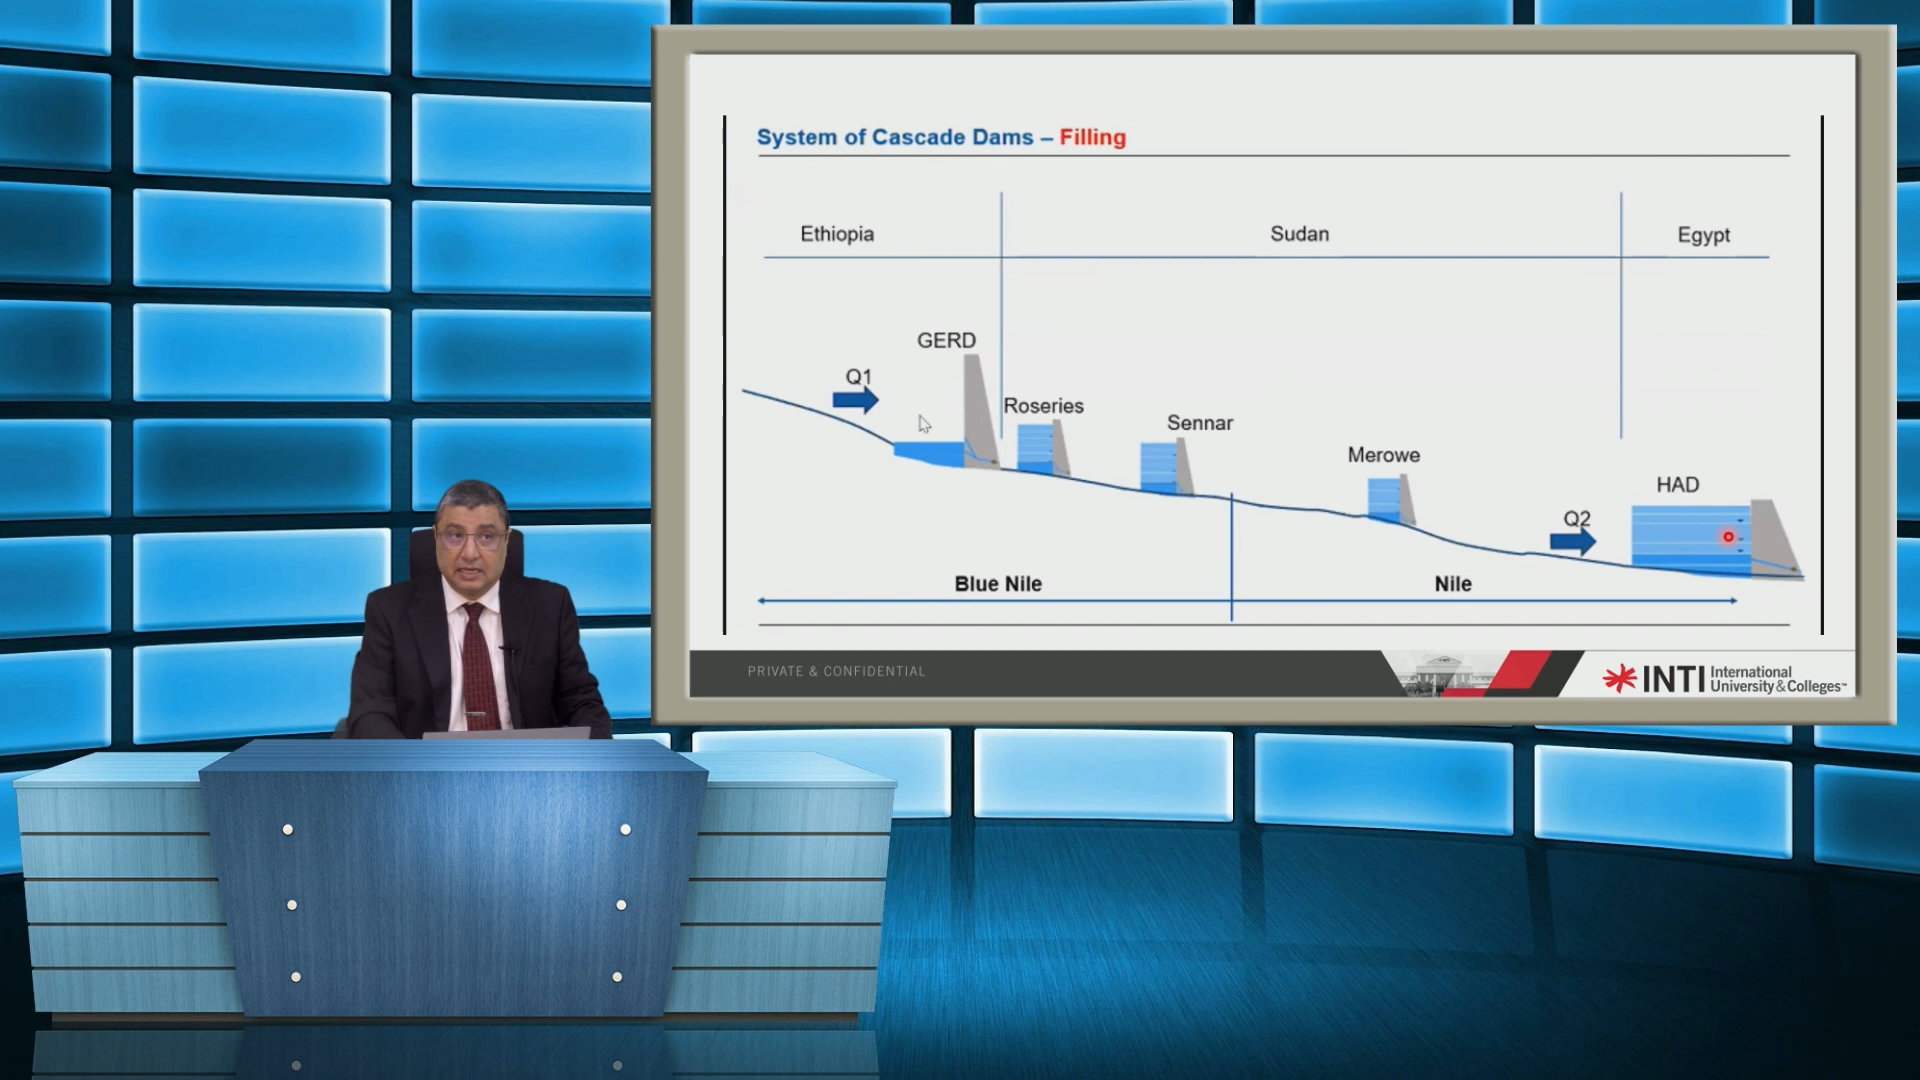 System of Cascade Dams – Filling
Ethiopia
Sudan
Egypt
GERD
Q1
Roseries
Sennar
Merowe
HAD
Q2
Blue Nile
Nile
PRIVATE & CONFIDENTIAL
INTI International
University & Colleges